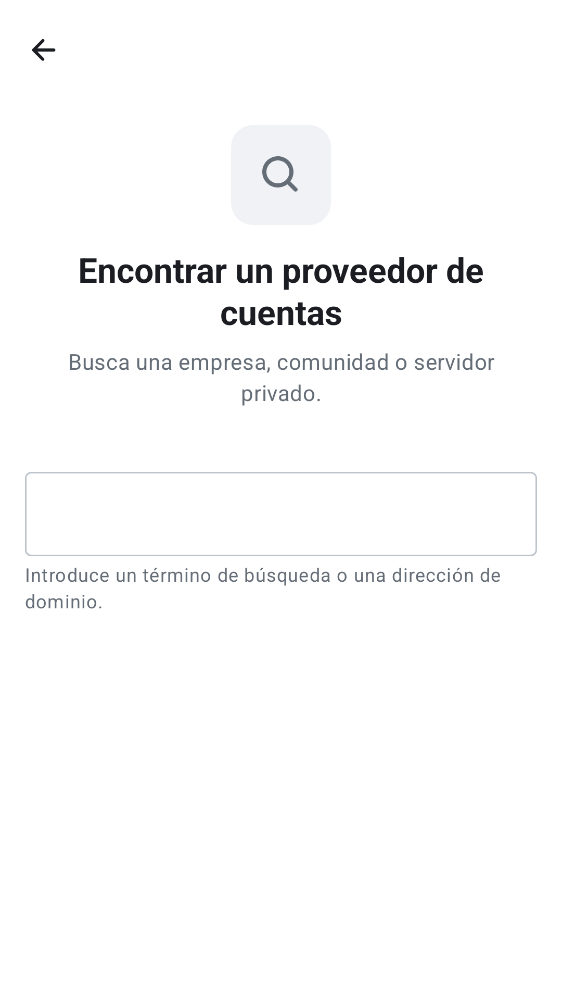 Encontrar un proveedor de
cuentas
Busca una empresa, comunidad o servidor
privado.
Introduce un término de búsqueda o una dirección de
dominio.